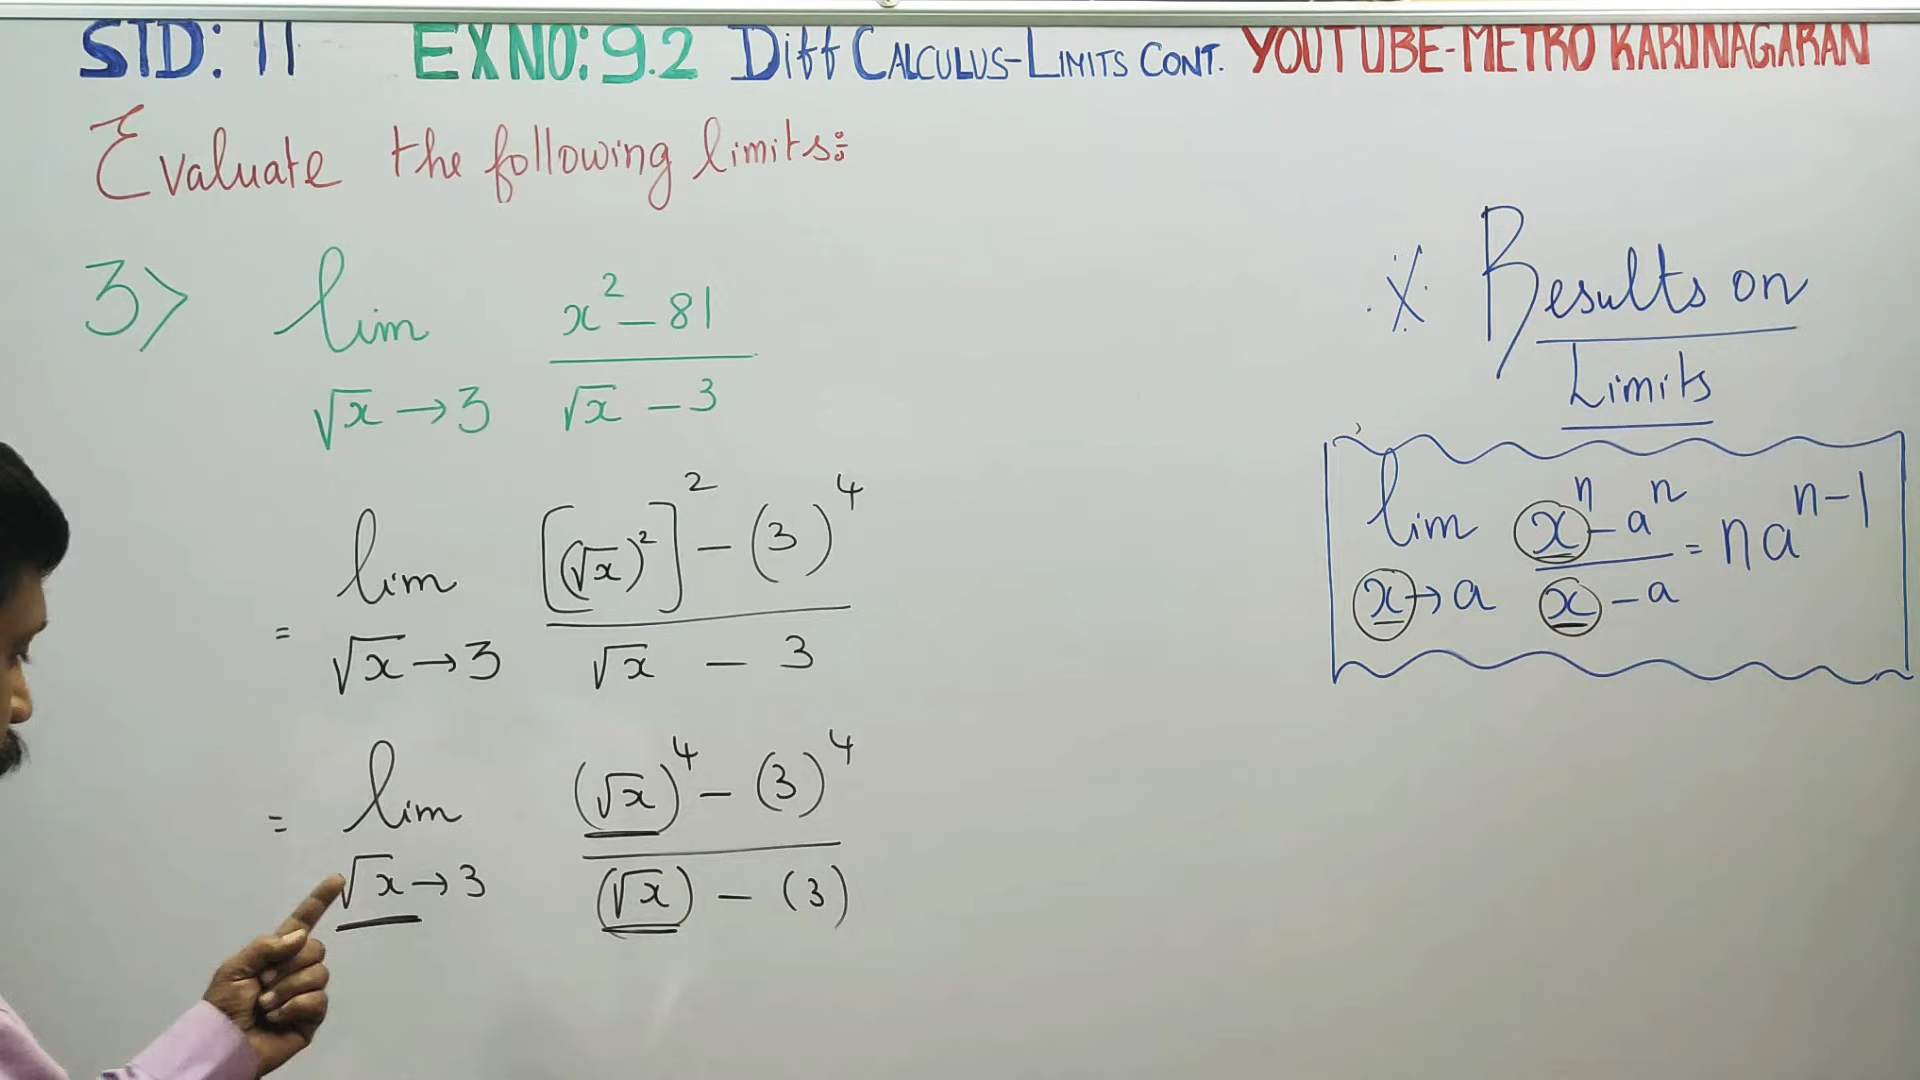 STD: 11 EXNO: 9.2 Diff CALCULUS-LIMITS CONT. YOUTUBE-METRO KARUNAGARAN
Evaluate the following limits:
3> lim x² – 81
√x → 3 √x – 3
= lim [(√x)²]² – (3)⁴
√x → 3 √x – 3
= lim (√x)⁴ – (3)⁴
√x → 3 (√x) – (3)
※ Results on
Limits
lim xⁿ – aⁿ = naⁿ⁻¹
x → a x – a